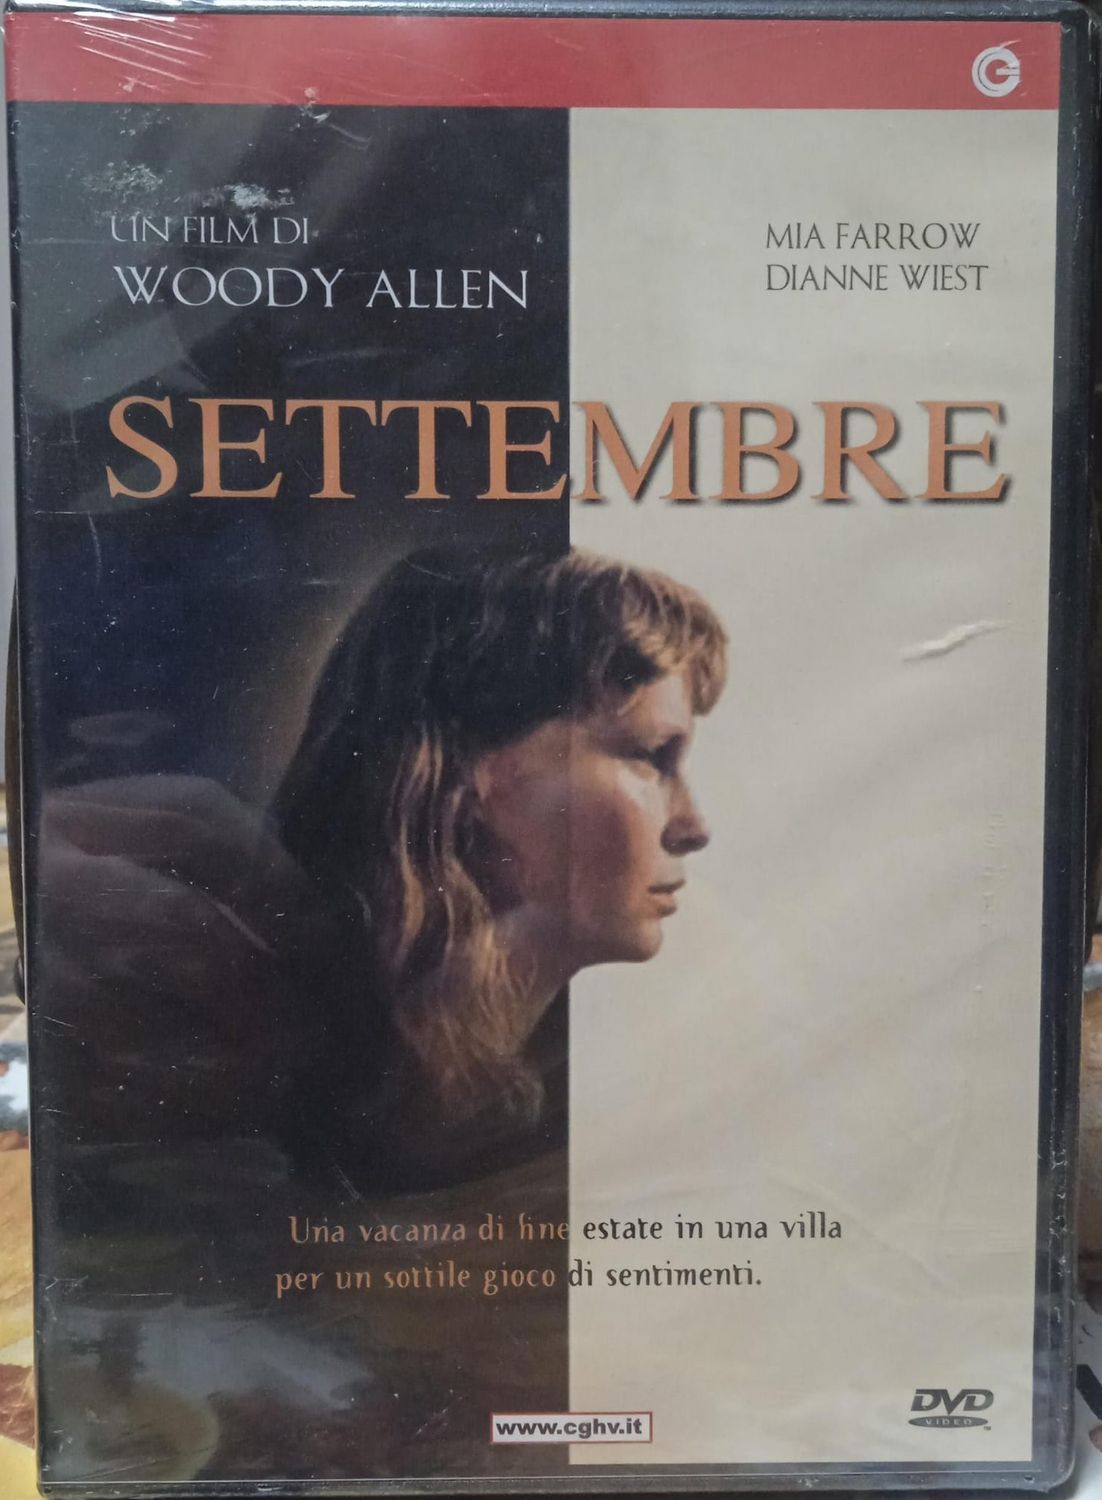 UN FILM DI
WOODY ALLEN
MIA FARROW
DIANNE WIEST
SETTEMBRE
Una vacanza di fine estate in una villa
per un sottile gioco di sentimenti.
www.cghv.it
DVD
VIDEO